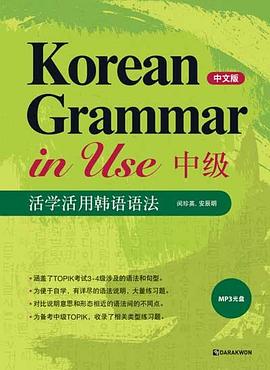 Korean
中文版
Grammar
in Use 中级
活学活用韩语语法
闵珍英, 安辰明
•涵盖了TOPIK考试3-4级涉及的语法和句型。
•为便于自学，有详尽的语法说明、大量练习题。
•对比说明意思和形态相近的语法间的不同点。
•为备考中级TOPIK，收录了相关类型练习题。
MP3光盘
DARAKWON